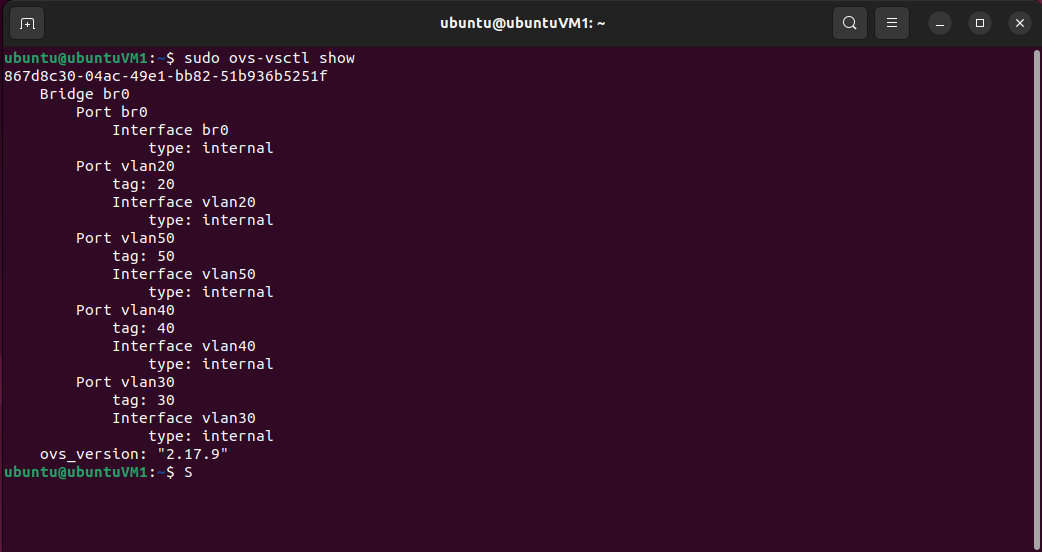 ubuntu@ubuntuVM1: ~
ubuntu@ubuntuVM1:~$ sudo ovs-vsctl show
867d8c30-04ac-49e1-bb82-51b936b5251f
    Bridge br0
        Port br0
            Interface br0
                type: internal
        Port vlan20
            tag: 20
            Interface vlan20
                type: internal
        Port vlan50
            tag: 50
            Interface vlan50
                type: internal
        Port vlan40
            tag: 40
            Interface vlan40
                type: internal
        Port vlan30
            tag: 30
            Interface vlan30
                type: internal
    ovs_version: "2.17.9"
ubuntu@ubuntuVM1:~$ S